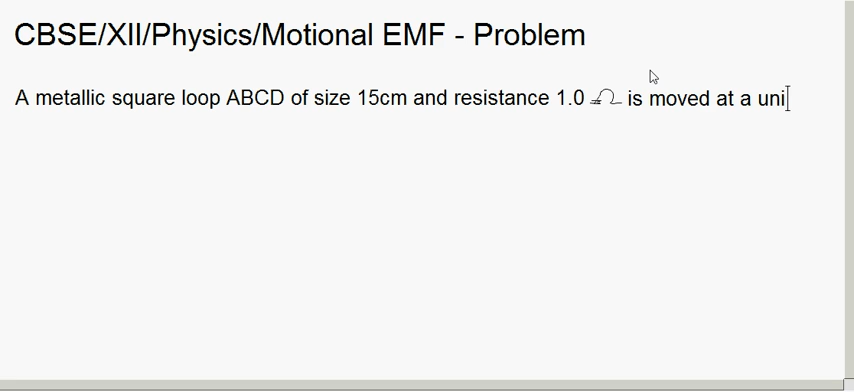 CBSE/XII/Physics/Motional EMF - Problem
A metallic square loop ABCD of size 15cm and resistance 1.0 Ω is moved at a uni